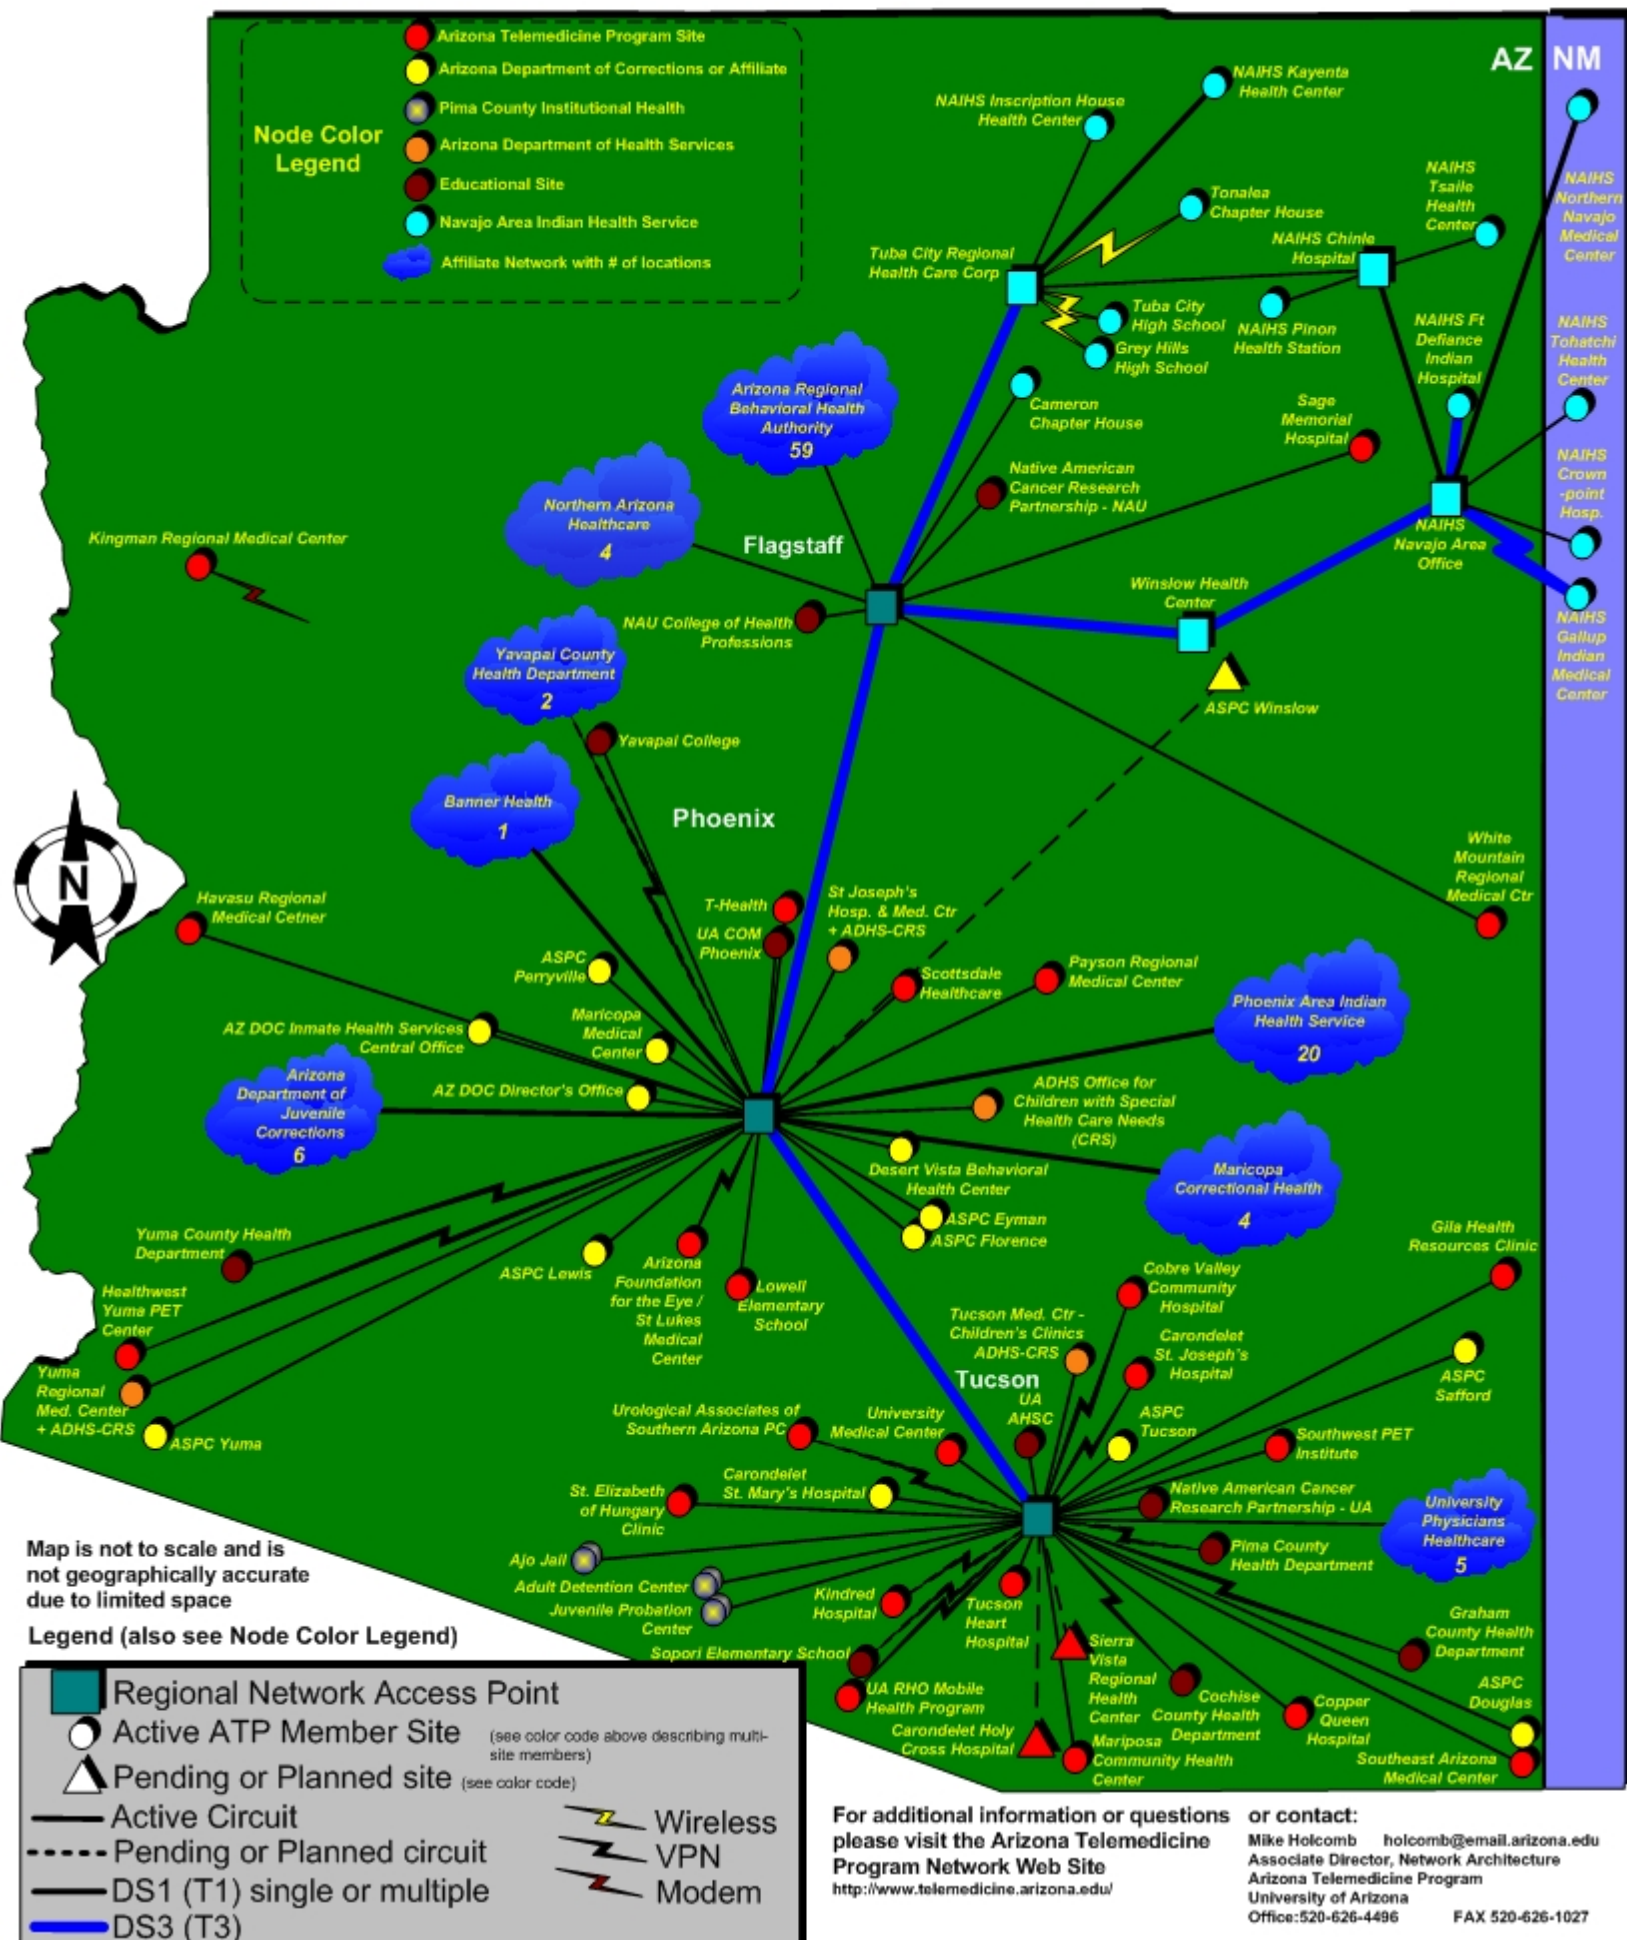 Arizona Telemedicine Program Site
Arizona Department of Corrections or Affiliate
Pima County Institutional Health
Node Color
Legend
Arizona Department of Health Services
Educational Site
Navajo Area Indian Health Service
Affiliate Network with # of locations
AZ
NM
NAIHS Kayenta
Health Center
NAIHS Inscription House
Health Center
Tonalea
Chapter House
NAIHS
Tsaile
Health
Center
NAIHS
Northern
Navajo
Medical
Center
Tuba City Regional
Health Care Corp
NAIHS Chinle
Hospital
Tuba City
High School
Grey Hills
High School
NAIHS Pinon
Health Station
NAIHS Ft
Defiance
Indian
Hospital
NAIHS
Tohatchi
Health
Center
Arizona Regional
Behavioral Health
Authority
59
Cameron
Chapter House
Sage
Memorial
Hospital
NAIHS
Crown
-point
Hosp.
Northern Arizona
Healthcare
4
Native American
Cancer Research
Partnership - NAU
Flagstaff
NAIHS
Navajo Area
Office
Kingman Regional Medical Center
Winslow Health
Center
NAU College of Health
Professions
NAIHS
Gallup
Indian
Medical
Center
Yavapai County
Health Department
2
ASPC Winslow
Yavapai College
Banner Health
1
Phoenix
N
White
Mountain
Regional
Medical Ctr
Havasu Regional
Medical Cetner
T-Health
UA COM
Phoenix
St Joseph's
Hosp. & Med. Ctr
+ ADHS-CRS
ASPC
Perryville
Scottsdale
Healthcare
Payson Regional
Medical Center
Phoenix Area Indian
Health Service
20
AZ DOC Inmate Health Services
Central Office
Maricopa
Medical
Center
Arizona
Department of
Juvenile
Corrections
6
AZ DOC Director's Office
ADHS Office for
Children with Special
Health Care Needs
(CRS)
Desert Vista Behavioral
Health Center
Maricopa
Correctional Health
4
ASPC Eyman
ASPC Florence
Yuma County Health
Department
ASPC Lewis
Arizona
Foundation
for the Eye /
St Lukes
Medical
Center
Lowell
Elementary
School
Gila Health
Resources Clinic
Healthwest
Yuma PET
Center
Yuma
Regional
Med. Center
+ ADHS-CRS
ASPC Yuma
Cobre Valley
Community
Hospital
Tucson Med. Ctr -
Children's Clinics
ADHS-CRS
Carondelet
St. Joseph's
Hospital
Tucson
ASPC
Safford
UA
AHSC
Urological Associates of
Southern Arizona PC
University
Medical Center
ASPC
Tucson
Southwest PET
Institute
St. Elizabeth
of Hungary
Clinic
Carondelet
St. Mary's Hospital
Native American Cancer
Research Partnership - UA
University
Physicians
Healthcare
5
Ajo Jail
Adult Detention Center
Juvenile Probation
Center
Kindred
Hospital
Tucson
Heart
Hospital
Pima County
Health Department
Sopori Elementary School
UA RHO Mobile
Health Program
Sierra
Vista
Regional
Health
Center
Graham
County Health
Department
Carondelet Holy
Cross Hospital
Mariposa
Community Health
Center
Cochise
County Health
Department
Copper
Queen
Hospital
ASPC
Douglas
Southeast Arizona
Medical Center
Map is not to scale and is
not geographically accurate
due to limited space
Legend (also see Node Color Legend)
Regional Network Access Point
Active ATP Member Site (see color code above describing multi-
site members)
Pending or Planned site (see color code)
Active Circuit
Pending or Planned circuit
DS1 (T1) single or multiple
DS3 (T3)
Wireless
VPN
Modem
For additional information or questions
please visit the Arizona Telemedicine
Program Network Web Site
http://www.telemedicine.arizona.edu/
or contact:
Mike Holcomb holcomb@email.arizona.edu
Associate Director, Network Architecture
Arizona Telemedicine Program
University of Arizona
Office:520-626-4496 FAX 520-626-1027